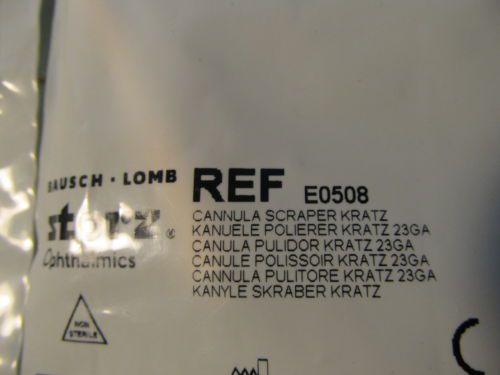 BAUSCH · LOMB
REF E0508
storz®
Ophthalmics
CANNULA SCRAPER KRATZ
KANUELE POLIERER KRATZ 23GA
CANULA PULIDOR KRATZ 23GA
CANULE POLISSOIR KRATZ 23GA
CANNULA PULITORE KRATZ 23GA
KANYLE SKRABER KRATZ
NON
STERILE